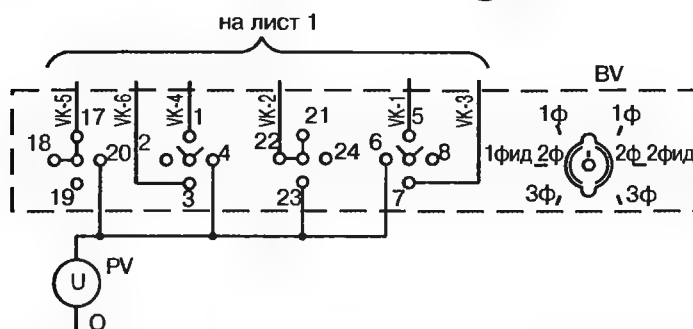 на лист 1
BV
VK-5 17 VK-6 VK-4 1 VK-2 21 VK-1 5 VK-3
1ф 1ф
18 20 2 4 22 24 6 8
1фид 2ф 2ф 2фид
19 3 23 7
3ф 3ф
U PV
O